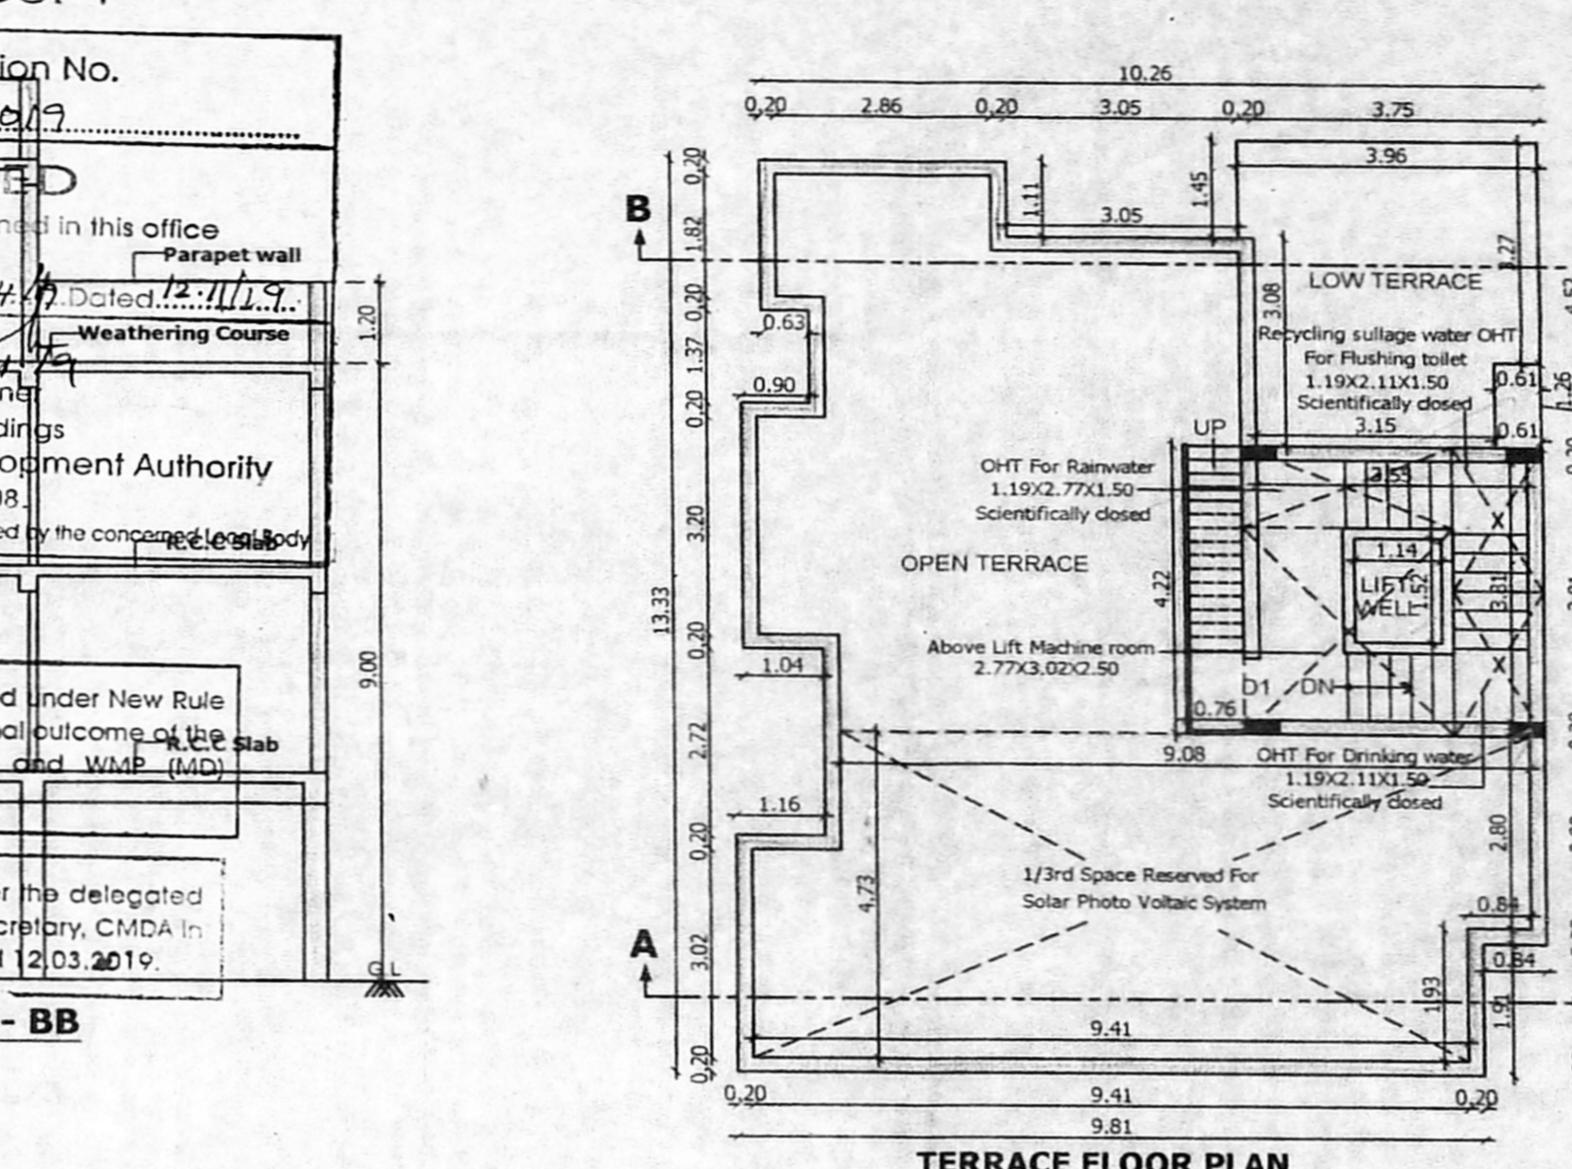 ion No.
ED
ned in this office
Parapet wall
Dated 12.11/19
Weathering Course
1.20
dings
opment Authority
08.
ed by the concerned Local Body
R.C.C Slab
9.00
d under New Rule
al outcome of the
R.C.C Slab
and WMP (MD)
r the delegated
cretary, CMDA In
12.03.2019.
G L
- BB
10.26
0.20 2.86 0.20 3.05 0.20 3.75
3.96
0.20
1.11
1.45
3.05
B
1.82
3.27
LOW TERRACE
0.20
3.08
0.63
Recycling sullage water OHT
For Flushing toilet
1.37
1.19X2.11X1.50
0.61
1.26
0.90
Scientifically closed
0.20
UP
3.15
0.61
OHT For Rainwater
1.19X2.77X1.50
Scientifically closed
3.55
3.20
X
OPEN TERRACE
1.14
13.33
4.22
LIFT
WELL
1.52
3.81
0.20
Above Lift Machine room
2.77X3.02X2.50
1.04
X
D1 DN
0.76
2.72
9.08
OHT For Drinking water
1.19X2.11X1.50
Scientifically closed
1.16
0.20
2.80
4.73
1/3rd Space Reserved For
Solar Photo Voltaic System
0.84
A
3.02
0.84
1.93
1.91
9.41
0.20
0.20 9.41 0.20
9.81
TERRACE FLOOR PLAN